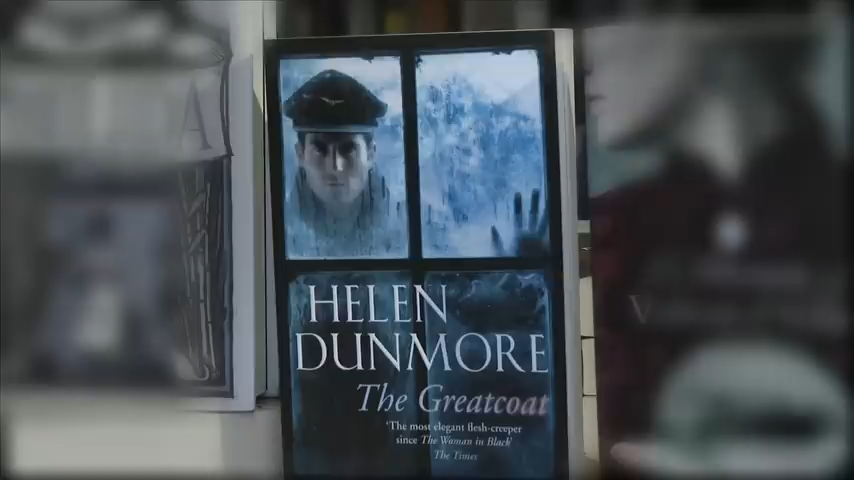 A
HELEN
DUNMORE
The Greatcoat
'The most elegant flesh-creeper
since The Woman in Black'
The Times
V